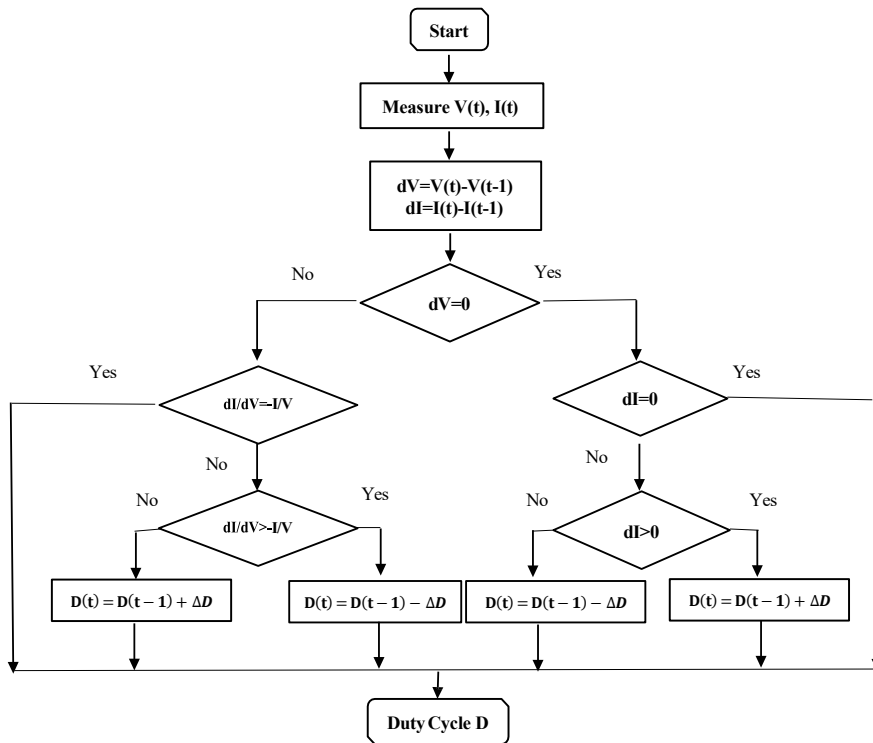 Start
Measure V(t), I(t)
dV=V(t)-V(t-1)
dI=I(t)-I(t-1)
No
Yes
dV=0
Yes
dI/dV=-I/V
dI=0
Yes
No
No
No
dI/dV>-I/V
Yes
No
dI>0
Yes
D(t) = D(t − 1) + ΔD
D(t) = D(t − 1) − ΔD
D(t) = D(t − 1) − ΔD
D(t) = D(t − 1) + ΔD
Duty Cycle D